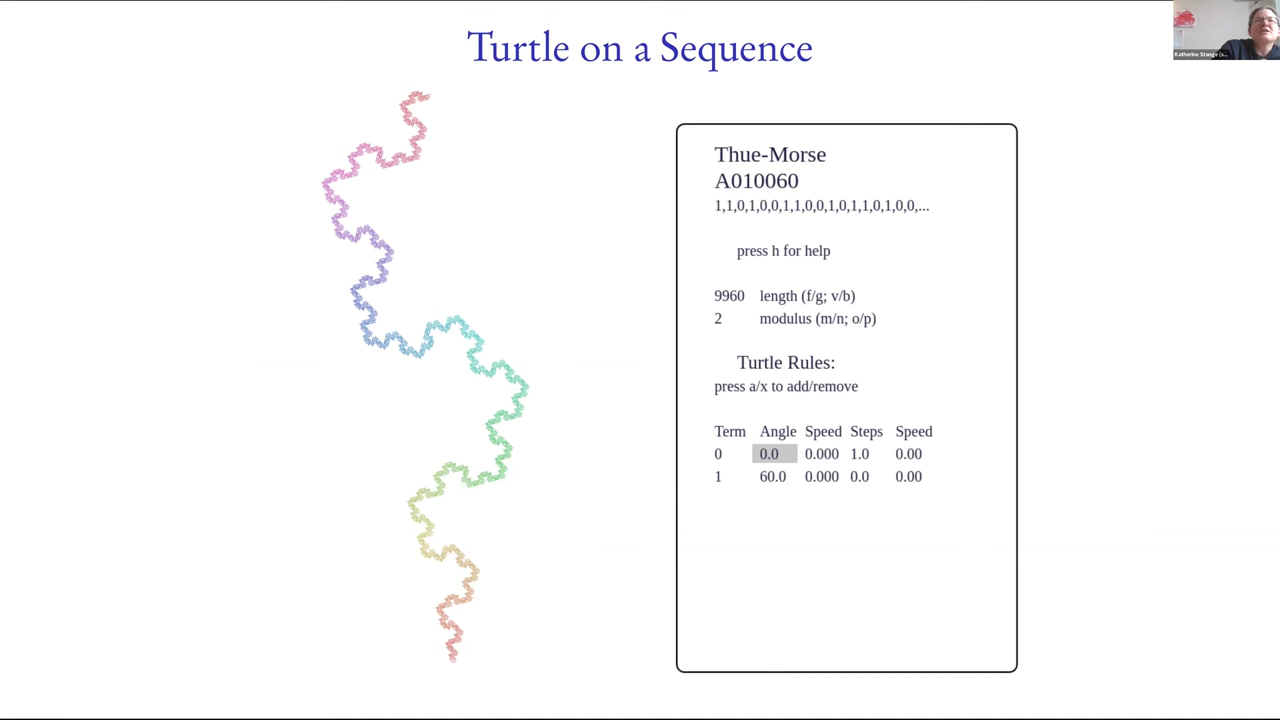 Turtle on a Sequence
Katherine Stange (s...
Thue-Morse
A010060
1,1,0,1,0,0,1,1,0,0,1,0,1,1,0,1,0,0,...
press h for help
9960 length (f/g; v/b)
2 modulus (m/n; o/p)
Turtle Rules:
press a/x to add/remove
Term Angle Speed Steps Speed
0 0.0 0.000 1.0 0.00
1 60.0 0.000 0.0 0.00